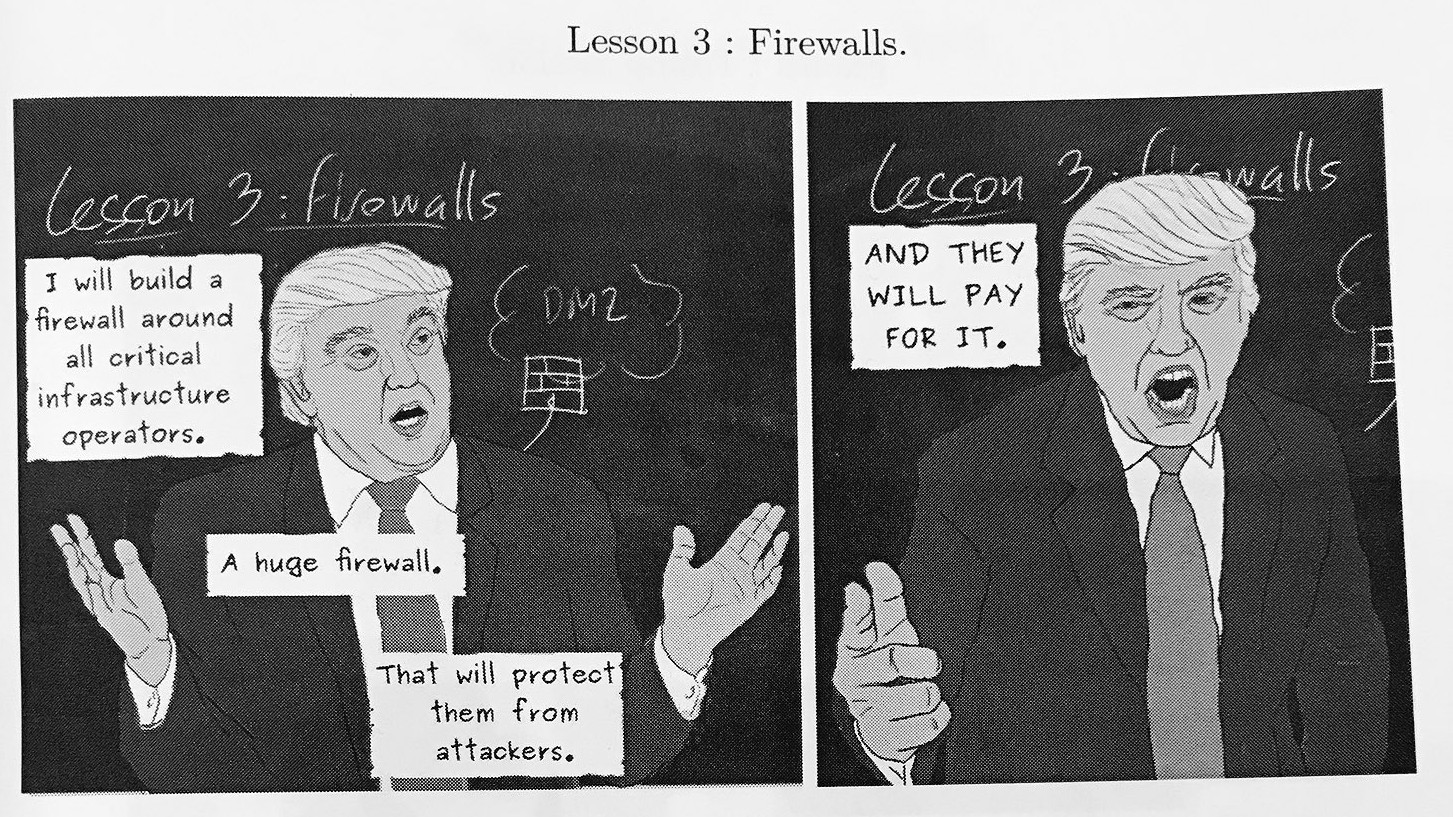 Lesson 3 : Firewalls.
Lesson 3 : firewalls
I will build a
firewall around
all critical
infrastructure
operators.
DMZ
A huge firewall.
That will protect
them from
attackers.
Lesson 3 : firewalls
AND THEY
WILL PAY
FOR IT.